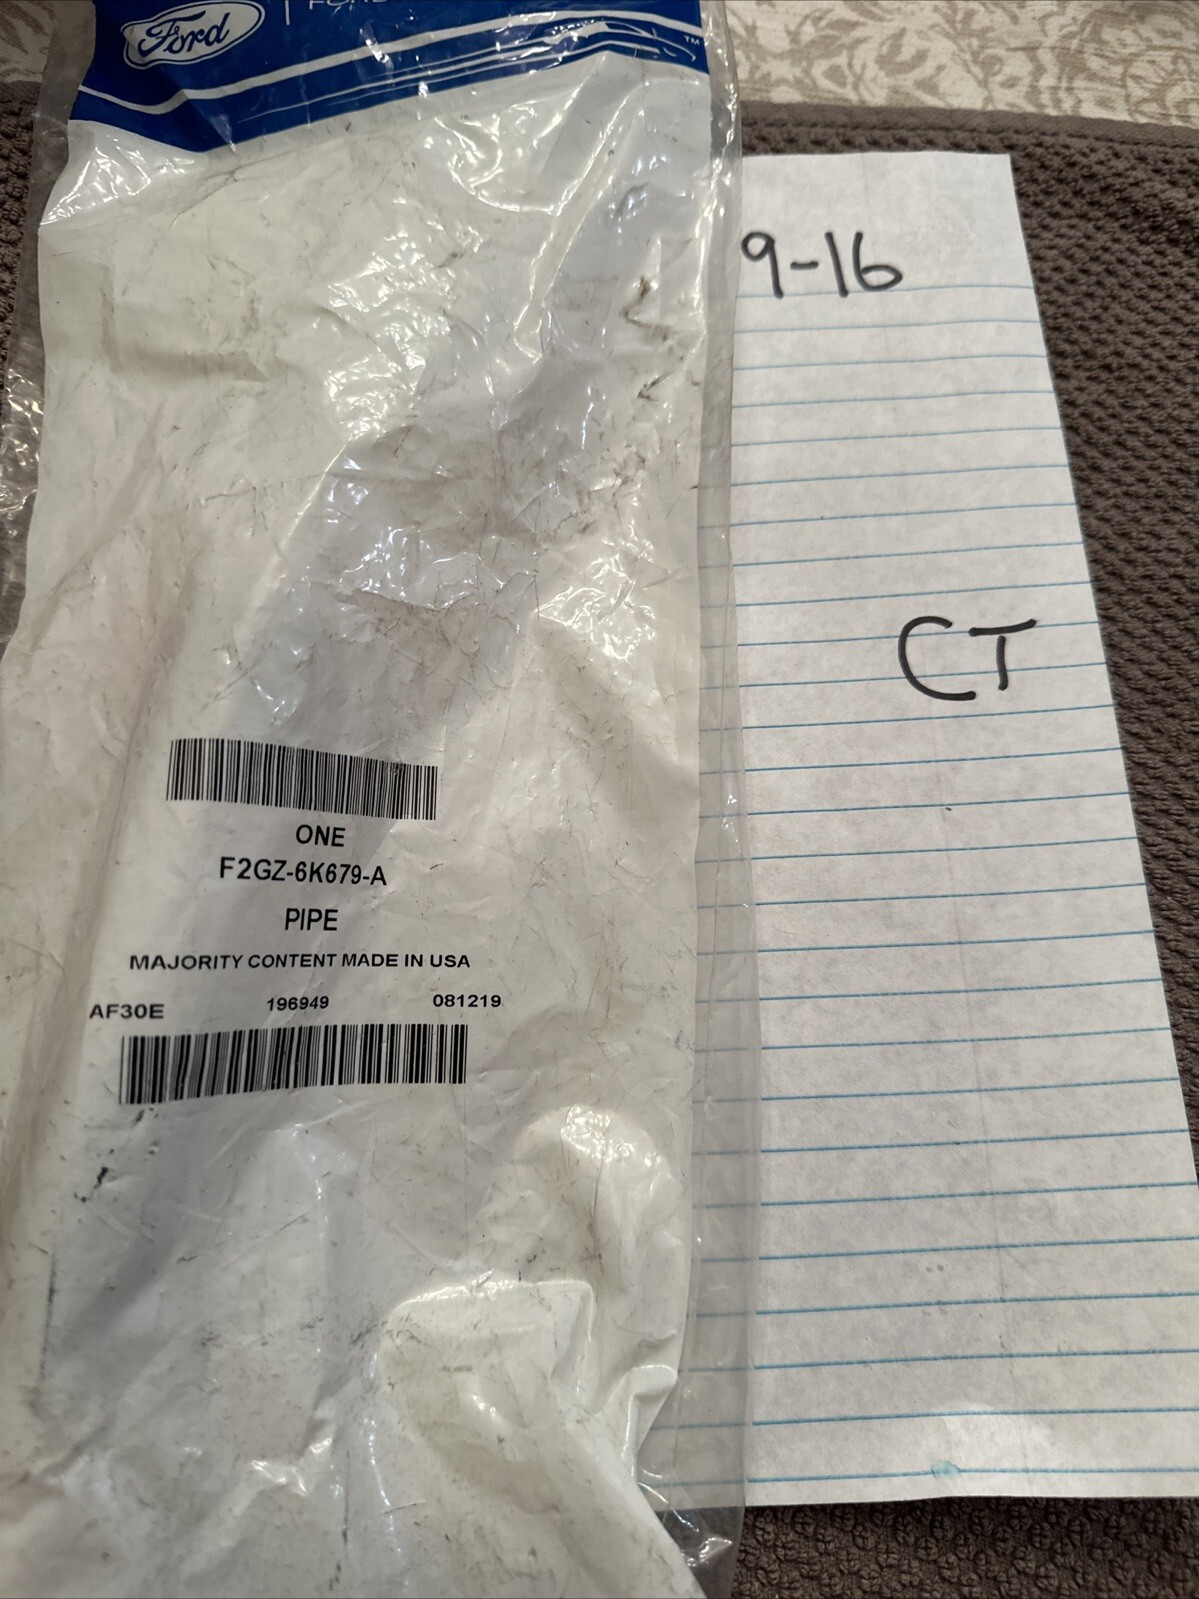 Ford
9-16
CT
ONE
F2GZ-6K679-A
PIPE
MAJORITY CONTENT MADE IN USA
AF30E 196949 081219